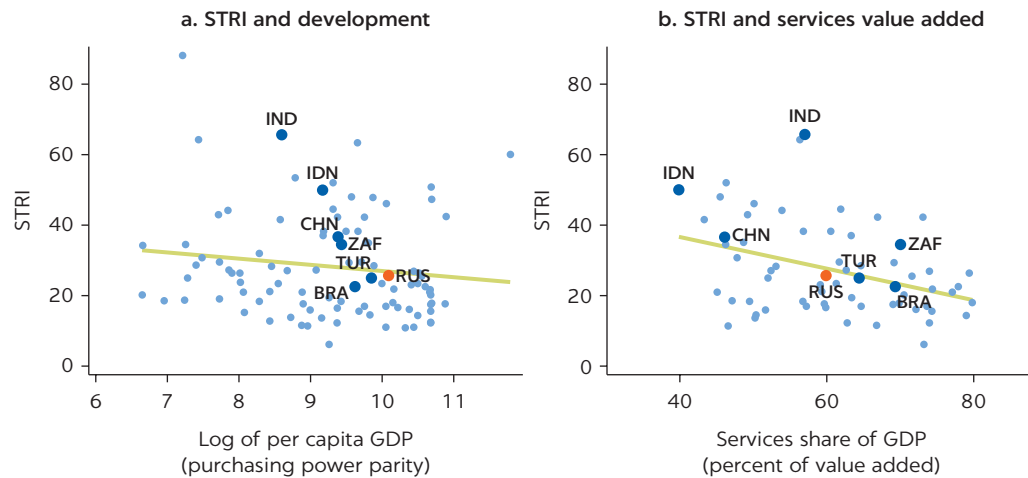 a. STRI and development
80
60
40
20
0
STRI
IND
IDN
CHN
ZAF
TUR
RUS
BRA
6 7 8 9 10 11
Log of per capita GDP
(purchasing power parity)
b. STRI and services value added
80
60
40
20
0
STRI
IND
IDN
CHN
ZAF
TUR
RUS
BRA
40 60 80
Services share of GDP
(percent of value added)